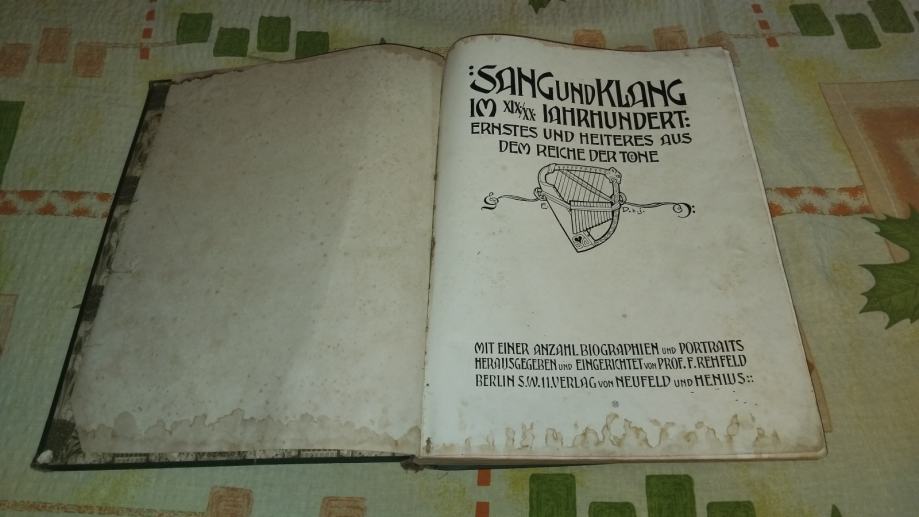 :SANG UND KLANG
IM XIX./XX. JAHRHUNDERT:
ERNSTES UND HEITERES AUS
DEM REICHE DER TÖNE
MIT EINER ANZAHL BIOGRAPHIEN UND PORTRAITS
HERAUSGEGEBEN UND EINGERICHTET VON PROF. F. REHFELD
BERLIN S.W. 11. VERLAG VON NEUFELD UND HENIUS::